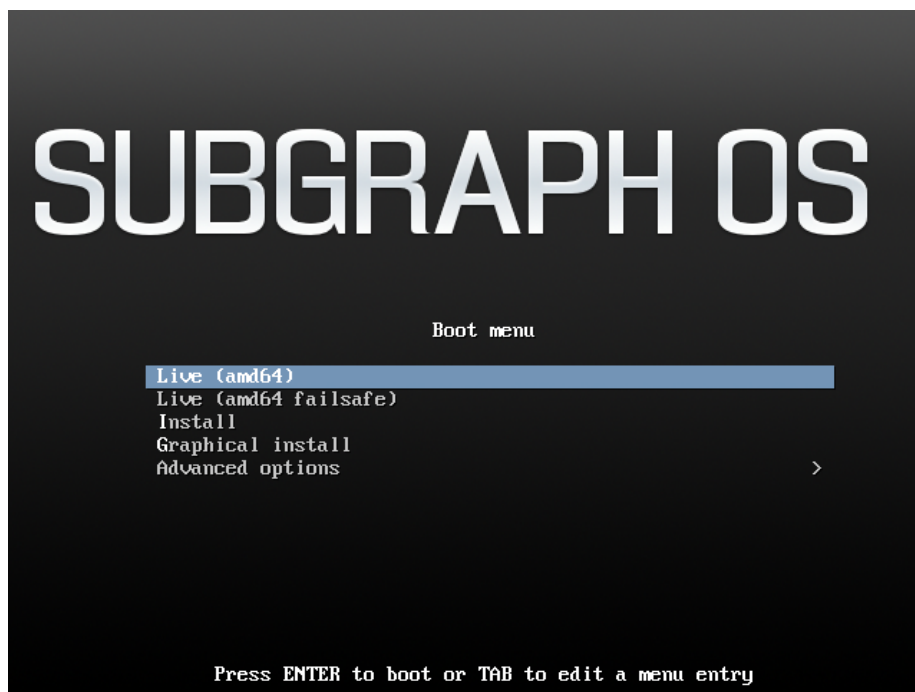 SUBGRAPH OS
Boot menu
Live (amd64)
Live (amd64 failsafe)
Install
Graphical install
Advanced options >
Press ENTER to boot or TAB to edit a menu entry